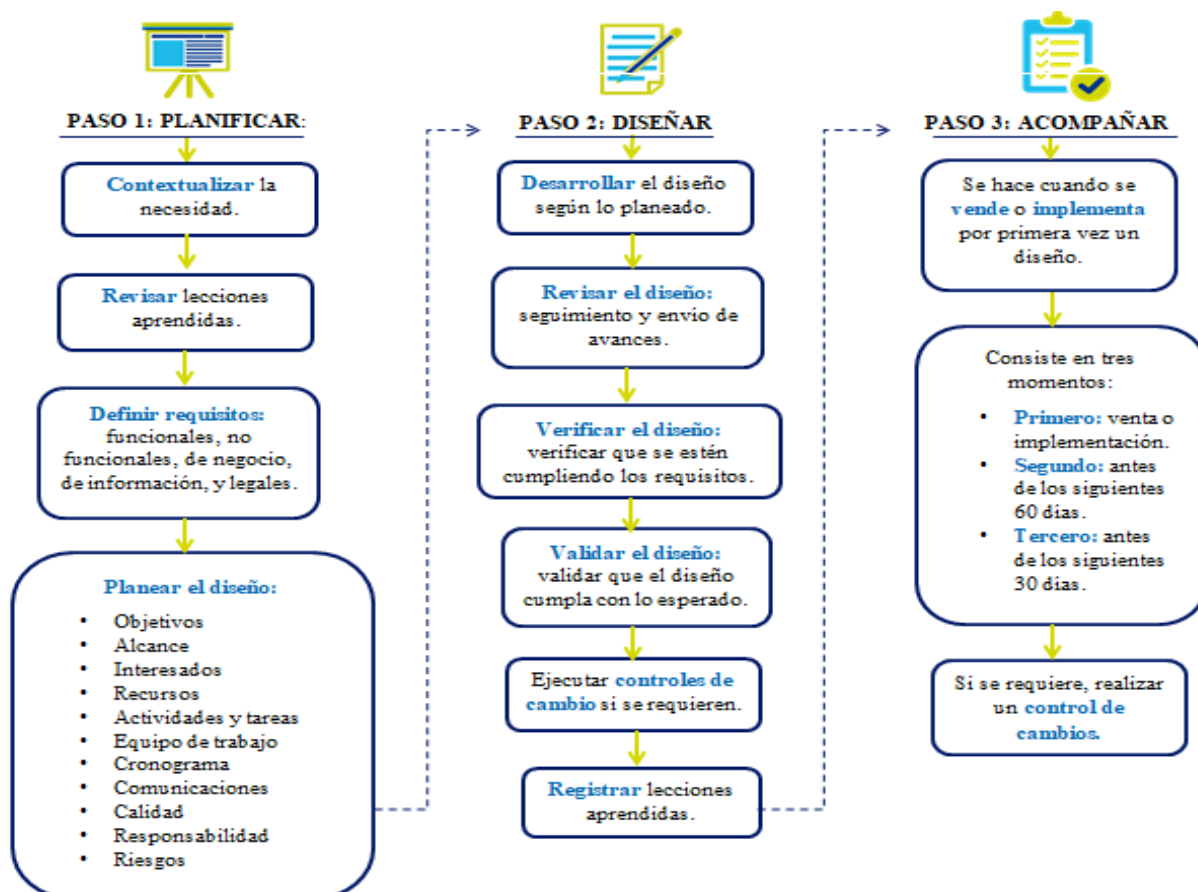 PASO 1: PLANIFICAR:
Contextualizar la
necesidad.
Revisar lecciones
aprendidas.
Definir requisitos:
funcionales, no
funcionales, de negocio,
de información, y legales.
Planear el diseño:
• Objetivos
• Alcance
• Interesados
• Recursos
• Actividades y tareas
• Equipo de trabajo
• Cronograma
• Comunicaciones
• Calidad
• Responsabilidad
• Riesgos
PASO 2: DISEÑAR
Desarrollar el diseño
según lo planeado.
Revisar el diseño:
seguimiento y envio de
avances.
Verificar el diseño:
verificar que se estén
cumpliendo los requisitos.
Validar el diseño:
validar que el diseño
cumpla con lo esperado.
Ejecutar controles de
cambio si se requieren.
Registrar lecciones
aprendidas.
PASO 3: ACOMPAÑAR
Se hace cuando se
vende o implementa
por primera vez un
diseño.
Consiste en tres
momentos:
• Primero: venta o
implementación.
• Segundo: antes
de los siguientes
60 días.
• Tercero: antes
de los siguientes
30 días.
Si se requiere, realizar
un control de
cambios.